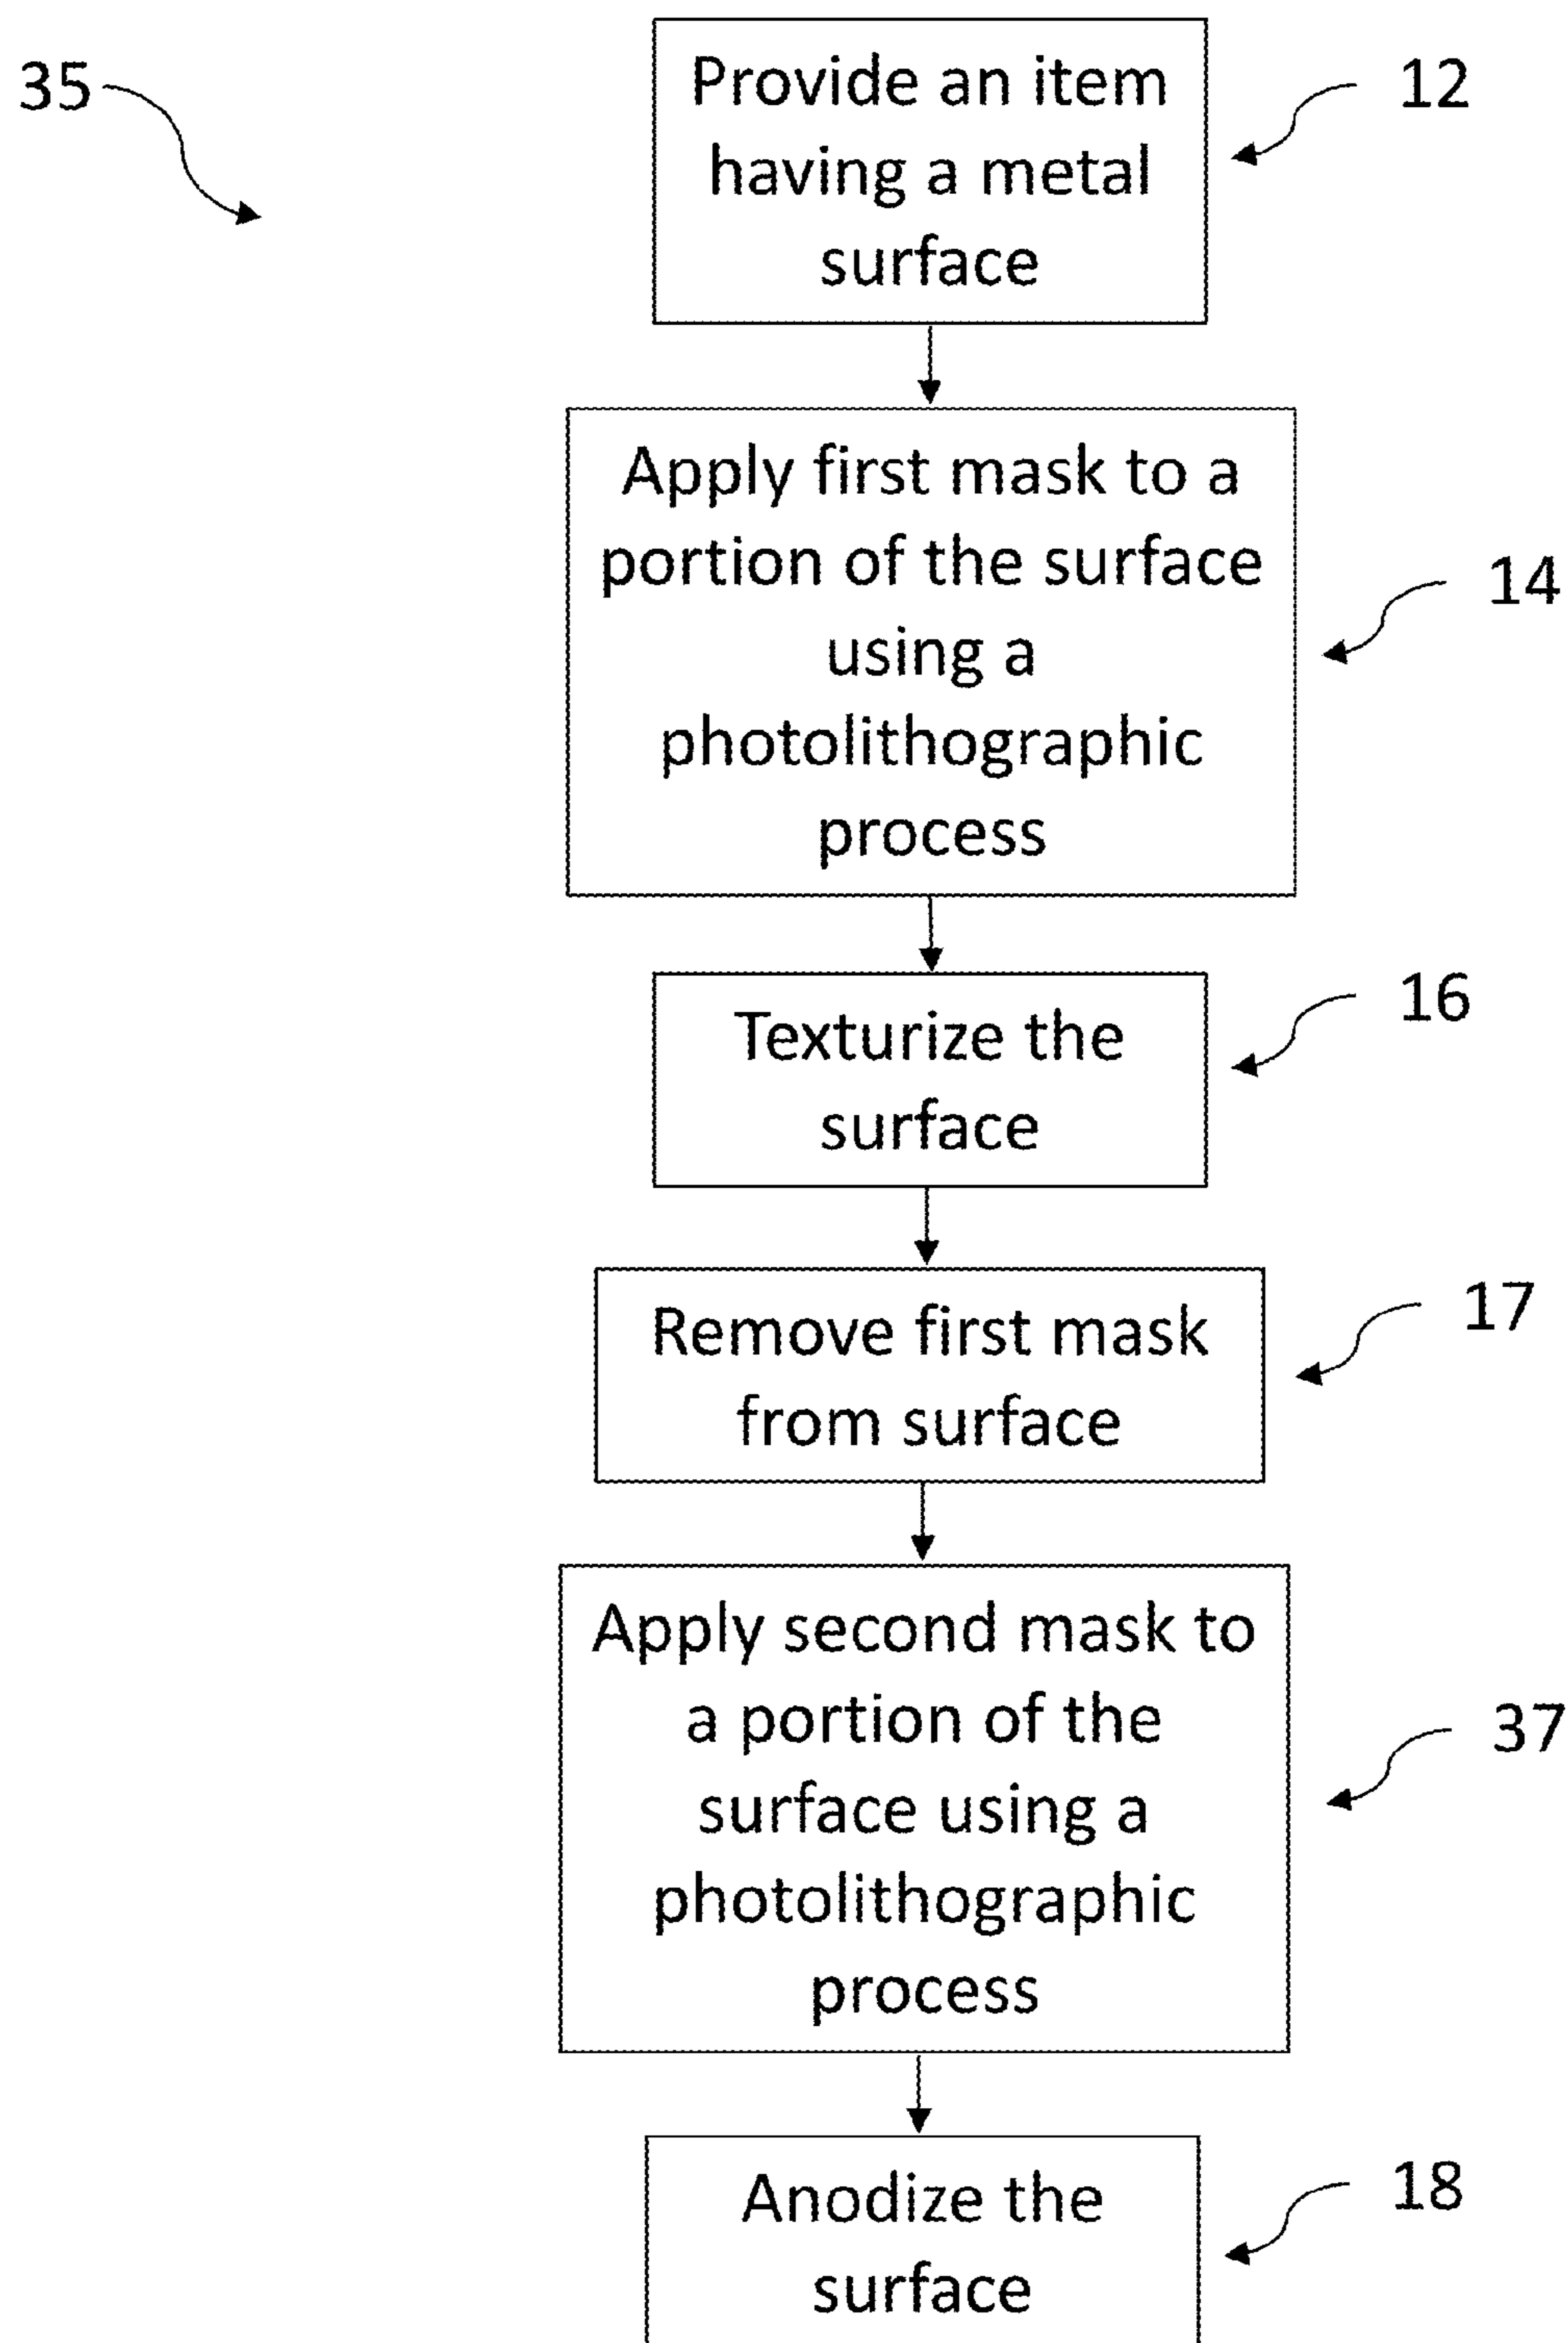 35
Provide an item
having a metal
surface
12
Apply first mask to a
portion of the surface
using a
photolithographic
process
14
Texturize the
surface
16
Remove first mask
from surface
17
Apply second mask to
a portion of the
surface using a
photolithographic
process
37
Anodize the
surface
18